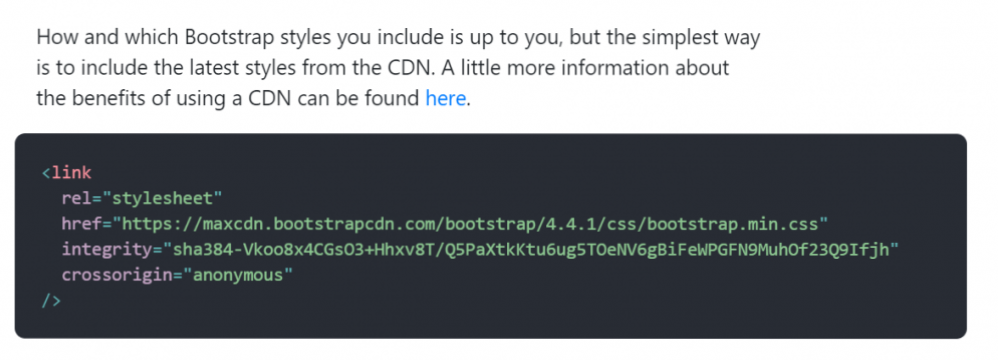 How and which Bootstrap styles you include is up to you, but the simplest way
is to include the latest styles from the CDN. A little more information about
the benefits of using a CDN can be found here.
<link
rel="stylesheet"
href="https://maxcdn.bootstrapcdn.com/bootstrap/4.4.1/css/bootstrap.min.css"
integrity="sha384-Vkoo8x4CGsO3+Hhxv8T/Q5PaXtkKtu6ug5TOeNV6gBiFeWPGFN9MuhOf23Q9Ifjh"
crossorigin="anonymous"
/>